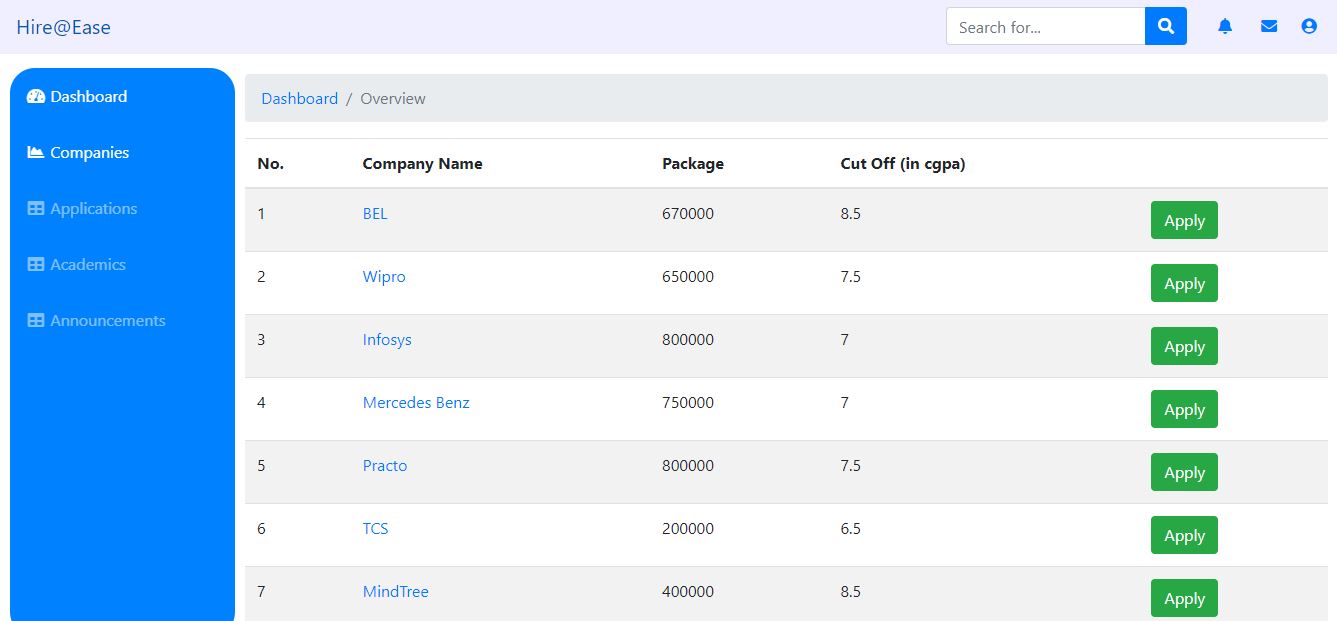 Hire@Ease
Search for...
Dashboard
Companies
Applications
Academics
Announcements
Dashboard / Overview
No. Company Name Package Cut Off (in cgpa)
1 BEL 670000 8.5 Apply
2 Wipro 650000 7.5 Apply
3 Infosys 800000 7 Apply
4 Mercedes Benz 750000 7 Apply
5 Practo 800000 7.5 Apply
6 TCS 200000 6.5 Apply
7 MindTree 400000 8.5 Apply